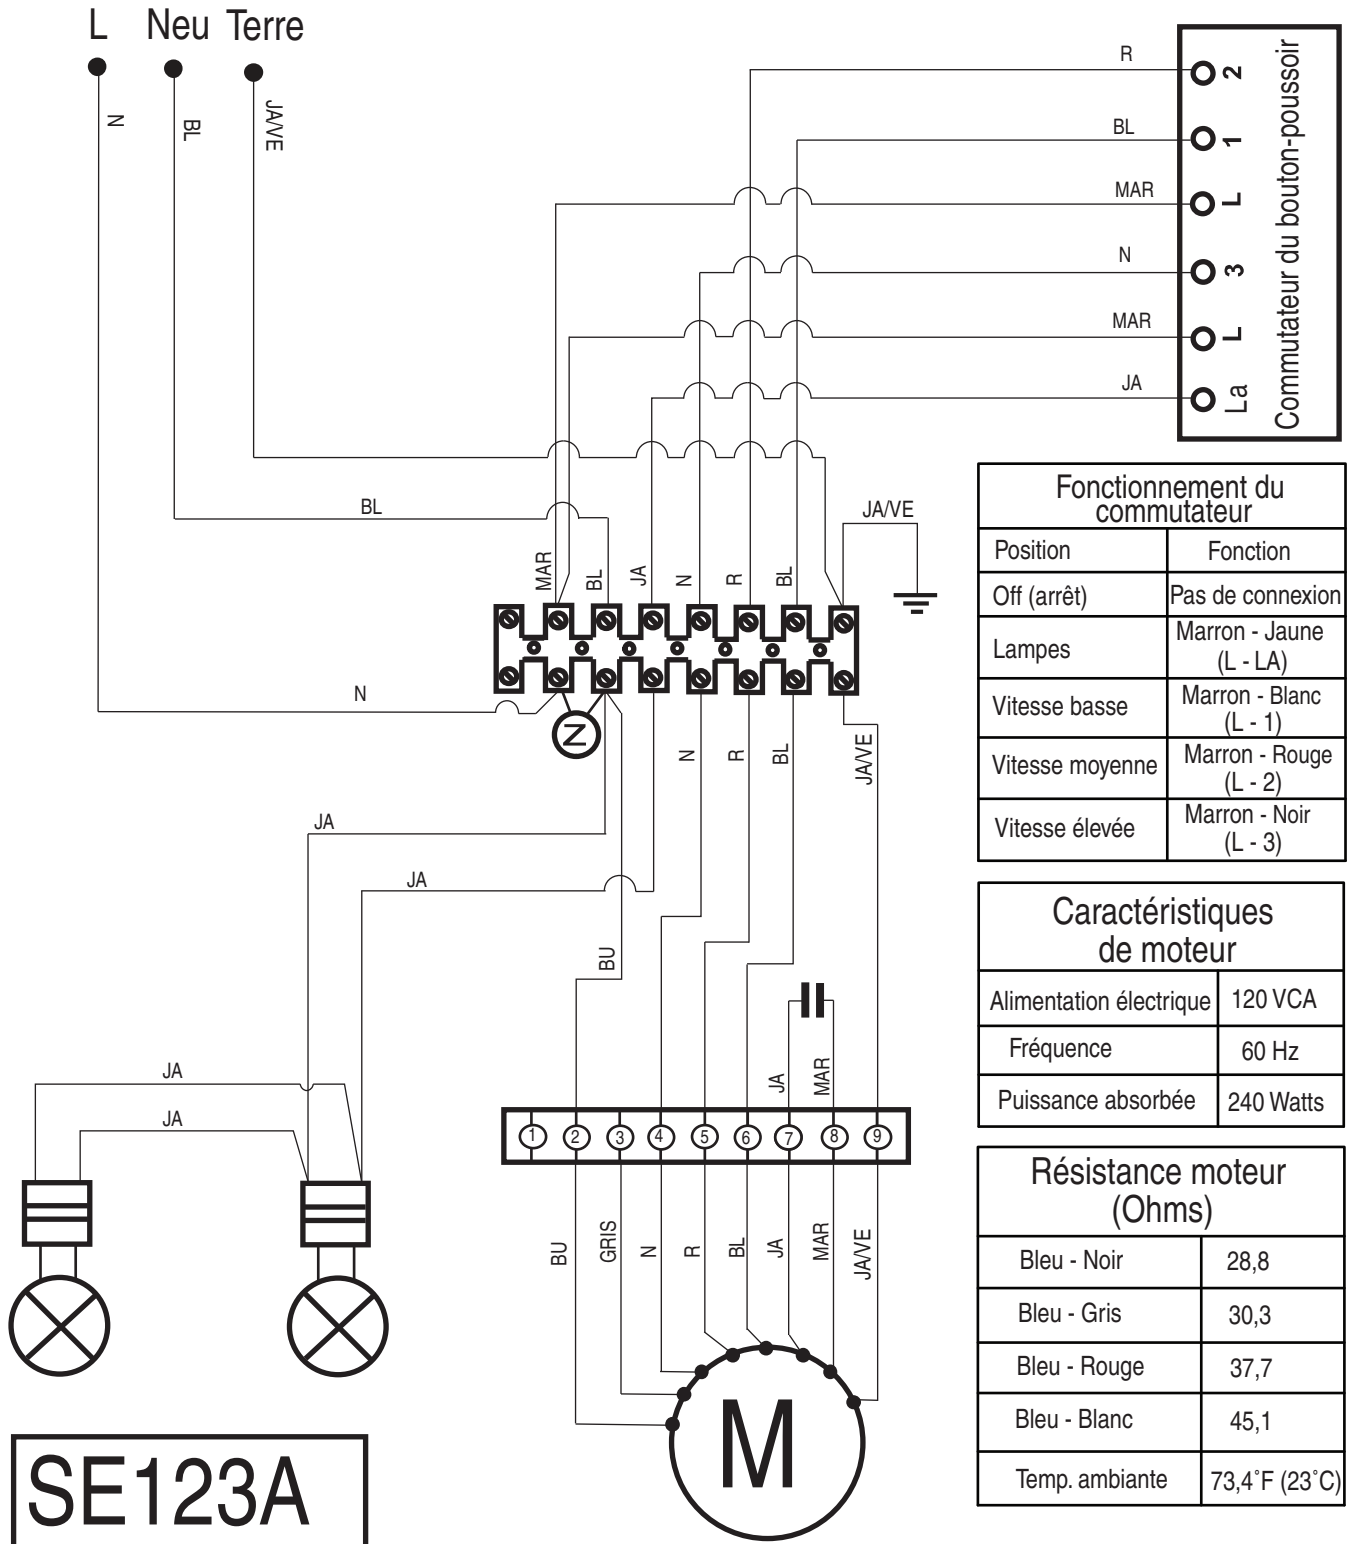 L Neu Terre
N
BL
JA/VE
R
BL
MAR
N
MAR
JA
2
1
L
3
L
La
Commutateur du bouton-poussoir
BL
JA/VE
MAR
BL
JA
N
R
BL
N
Z
N
R
BL
JA/VE
JA
JA
BU
JA
MAR
JA
JA
1 2 3 4 5 6 7 8 9
BU
GRIS
N
R
BL
JA
MAR
JA/VE
M
SE123A
Fonctionnement du
commutateur
Position Fonction
Off (arrêt) Pas de connexion
Lampes Marron - Jaune
(L - LA)
Vitesse basse Marron - Blanc
(L - 1)
Vitesse moyenne Marron - Rouge
(L - 2)
Vitesse élevée Marron - Noir
(L - 3)
Caractéristiques
de moteur
Alimentation électrique 120 VCA
Fréquence 60 Hz
Puissance absorbée 240 Watts
Résistance moteur
(Ohms)
Bleu - Noir 28,8
Bleu - Gris 30,3
Bleu - Rouge 37,7
Bleu - Blanc 45,1
Temp. ambiante 73,4˚F (23˚C)